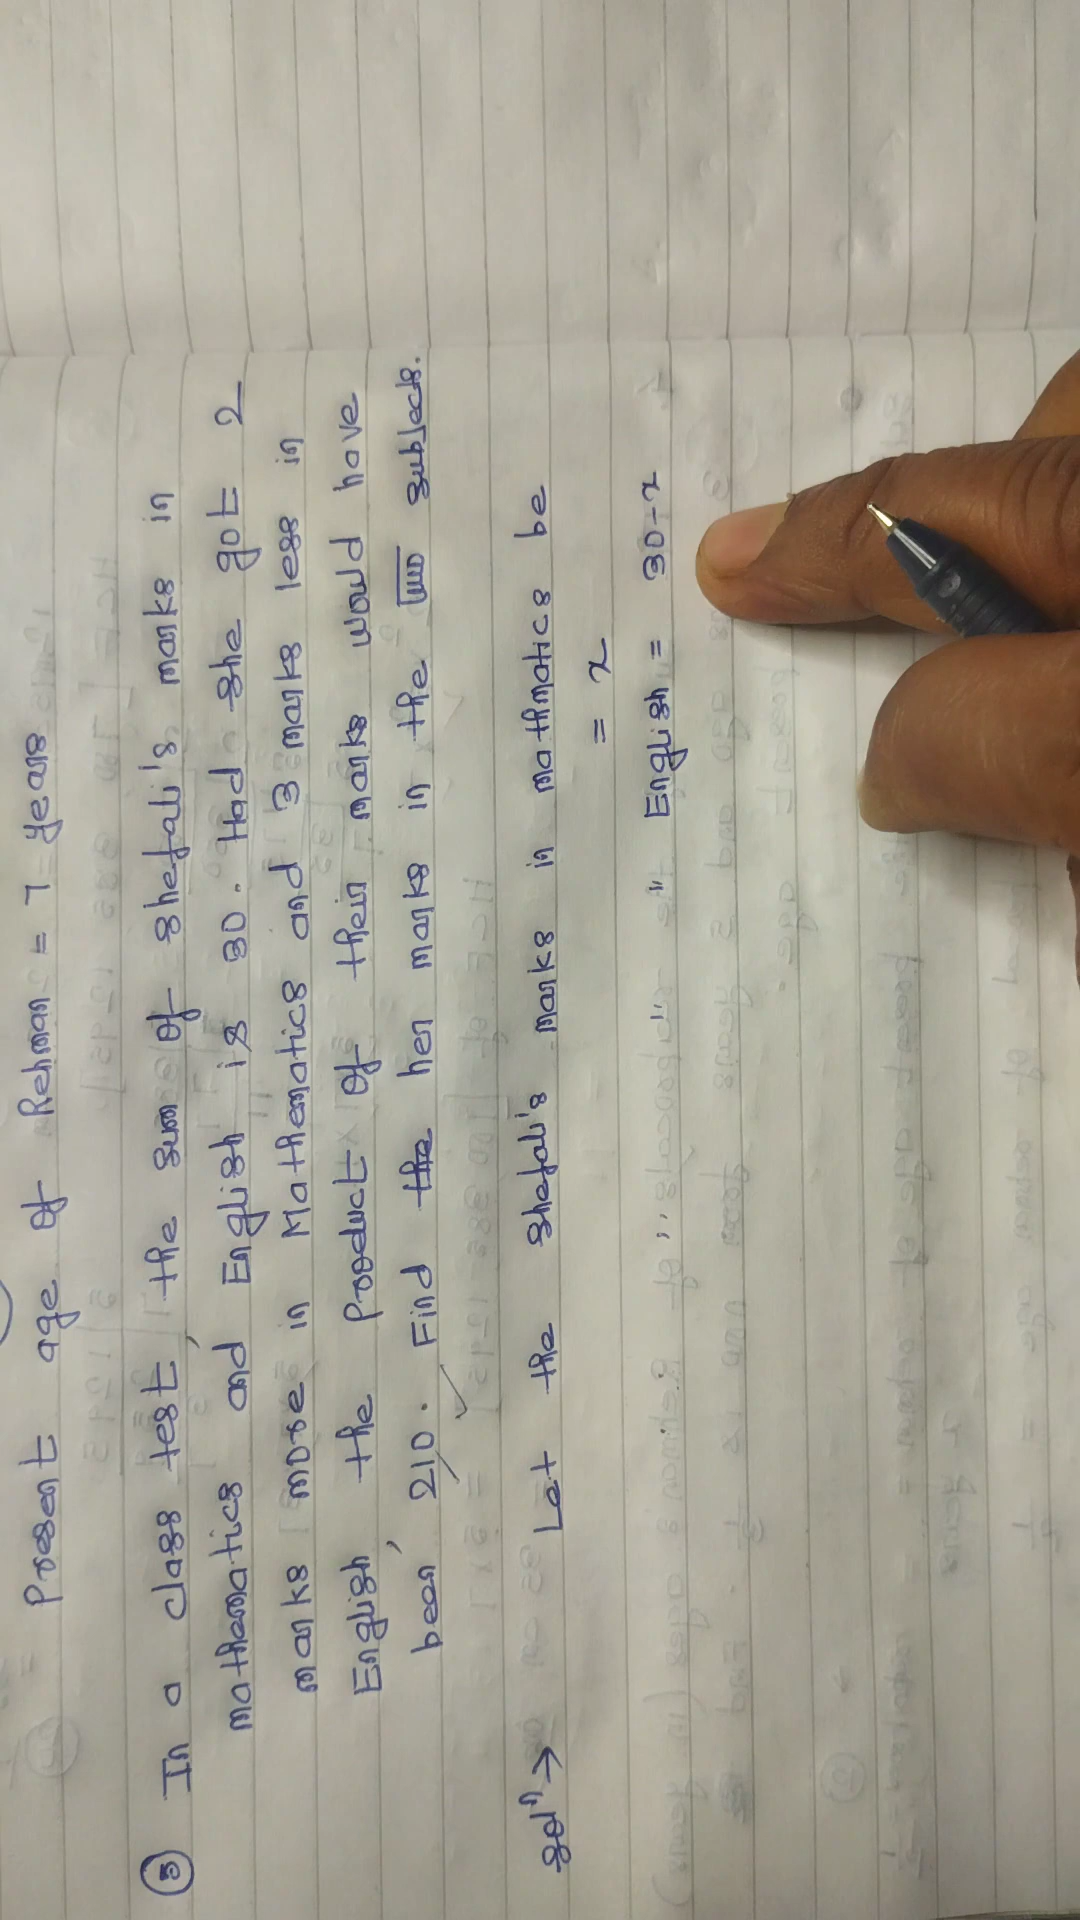 Present age of Rehman = 7 years
⑤ In a class test, the sum of Shefali's marks in
mathematics and English is 30. Had she got 2
marks more in Mathematics and 3 marks less in
English the product of their marks would have
been, 210. Find the her marks in the two subjects.
Solⁿ → Let the Shefali's marks in mathmatics be
= x
" " English = 30-x